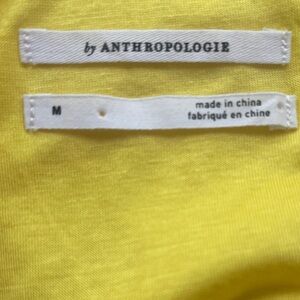 by ANTHROPOLOGIE
M
made in china
fabriqué en chine